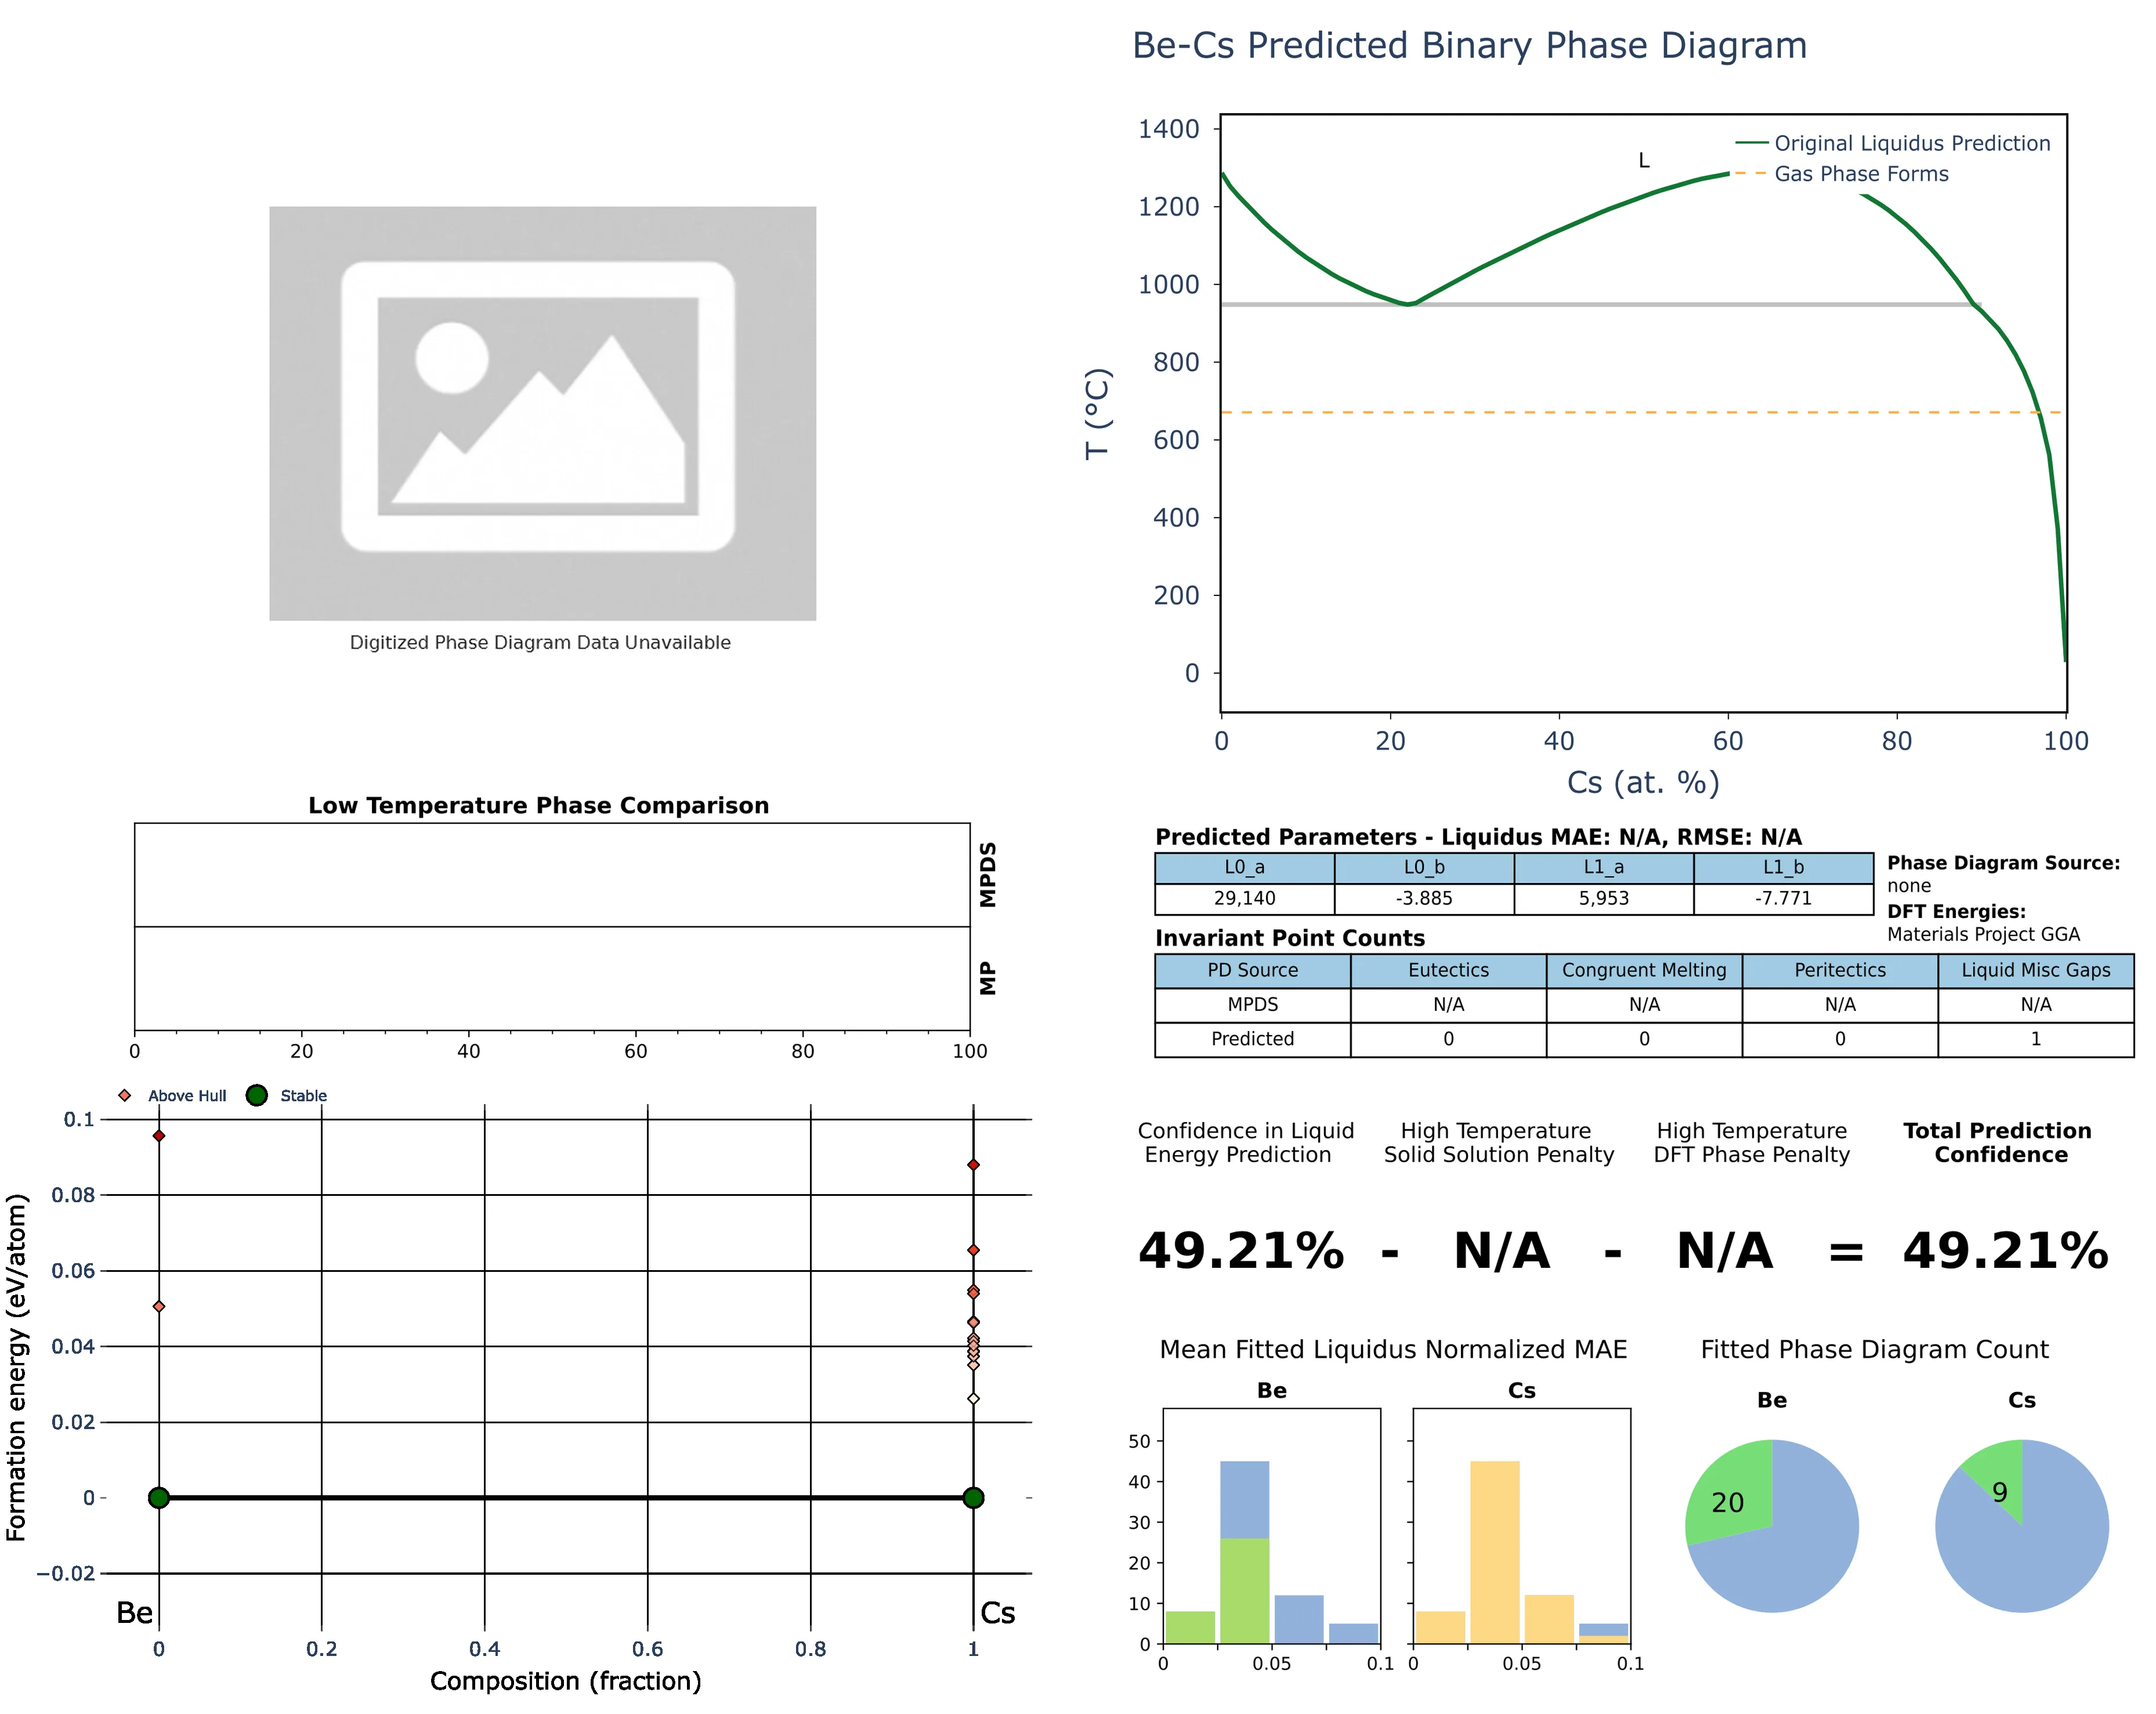 Be-Cs Predicted Binary Phase Diagram
Digitized Phase Diagram Data Unavailable
1400
1200
1000
800
600
400
200
0
T (°C)
L
Original Liquidus Prediction
Gas Phase Forms
0 20 40 60 80 100
Cs (at. %)
Low Temperature Phase Comparison
MPDS
MP
0 20 40 60 80 100
Predicted Parameters - Liquidus MAE: N/A, RMSE: N/A
L0_a L0_b L1_a L1_b
29,140 -3.885 5,953 -7.771
Phase Diagram Source:
none
DFT Energies:
Materials Project GGA
Invariant Point Counts
PD Source Eutectics Congruent Melting Peritectics Liquid Misc Gaps
MPDS N/A N/A N/A N/A
Predicted 0 0 0 1
Above Hull Stable
0.1
0.08
0.06
0.04
0.02
0
−0.02
Formation energy (eV/atom)
Be Cs
0 0.2 0.4 0.6 0.8 1
Composition (fraction)
Confidence in Liquid
Energy Prediction
High Temperature
Solid Solution Penalty
High Temperature
DFT Phase Penalty
Total Prediction
Confidence
49.21% - N/A - N/A = 49.21%
Mean Fitted Liquidus Normalized MAE
Be Cs
50
40
30
20
10
0
0 0.05 0.1 0 0.05 0.1
Fitted Phase Diagram Count
Be Cs
20 9